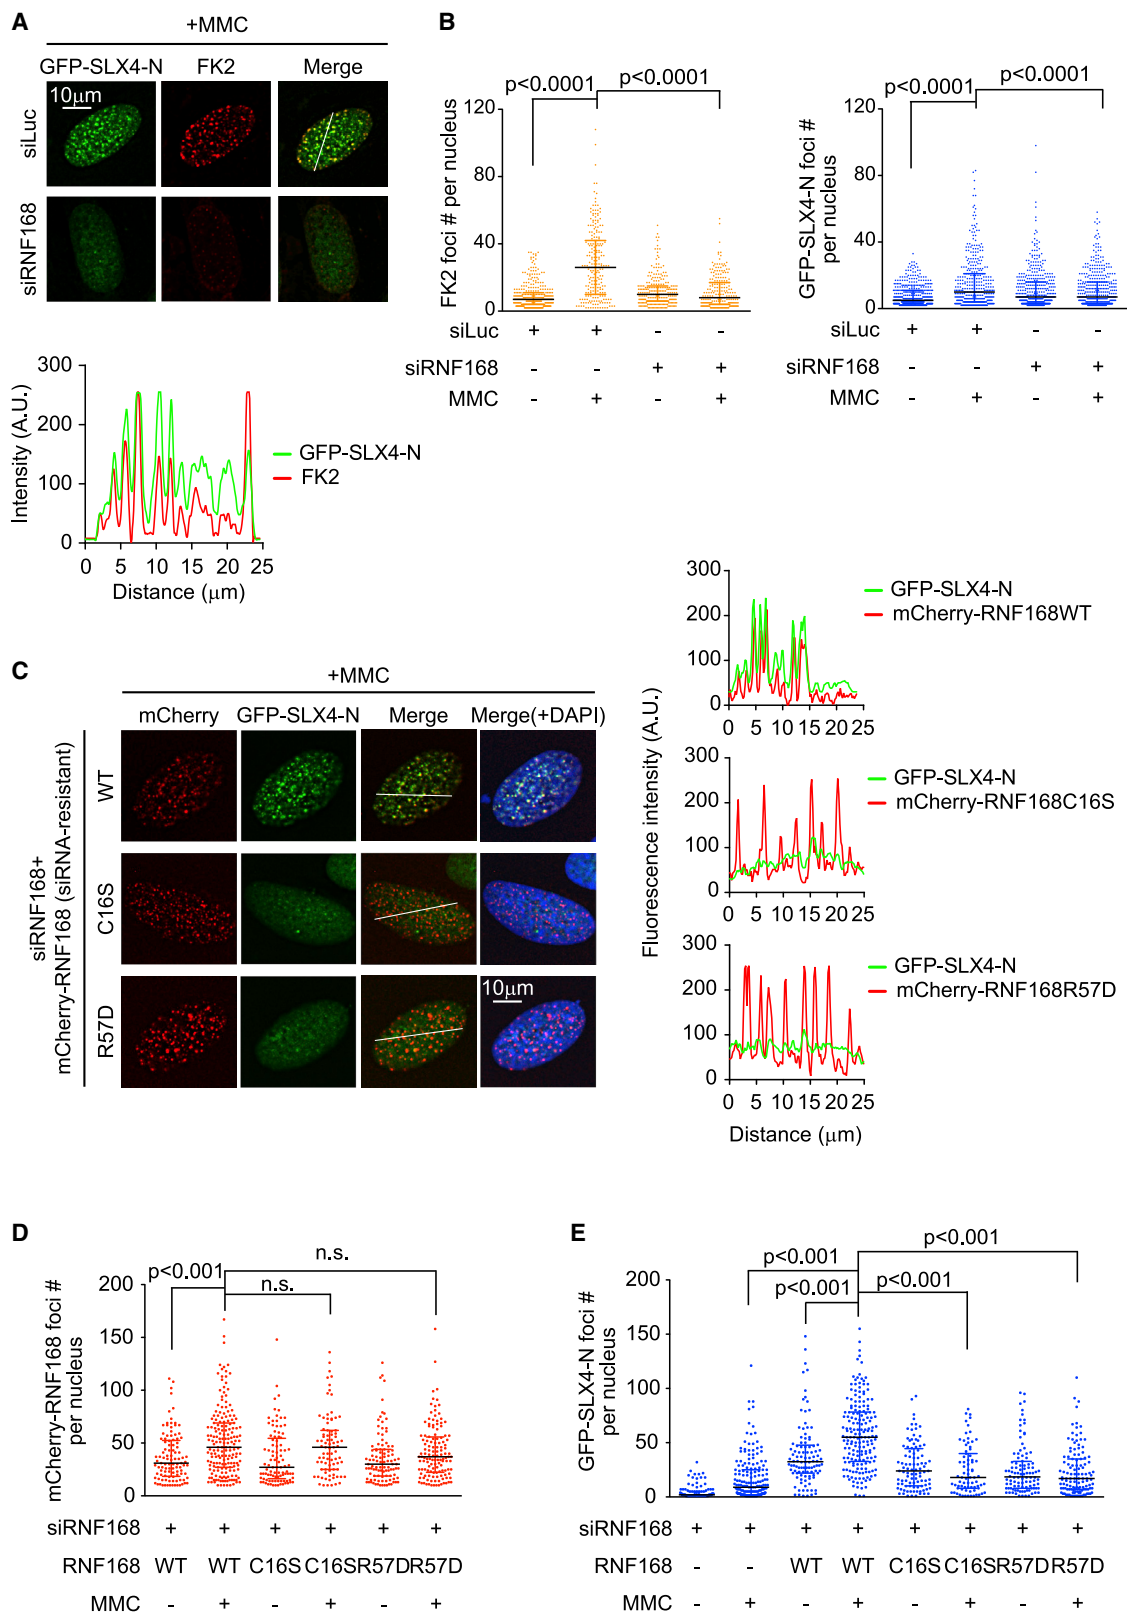 A
+MMC
GFP-SLX4-N FK2 Merge
10μm
siLuc
siRNF168
Intensity (A.U.)
300
200
100
0
0 5 10 15 20 25
Distance (μm)
GFP-SLX4-N
FK2
B
p<0.0001 p<0.0001
FK2 foci # per nucleus
120
80
40
0
siLuc + + - -
siRNF168 - - + +
MMC - + - +
p<0.0001 p<0.0001
GFP-SLX4-N foci #
per nucleus
120
80
40
0
siLuc + + - -
siRNF168 - - + +
MMC - + - +
C
+MMC
mCherry GFP-SLX4-N Merge Merge(+DAPI)
siRNF168+
mCherry-RNF168 (siRNA-resistant)
WT
C16S
R57D
10μm
Fluorescence intensity (A.U.)
300
200
100
0
0 5 10 15 20 25
GFP-SLX4-N
mCherry-RNF168WT
300
200
100
0
0 5 10 15 20 25
GFP-SLX4-N
mCherry-RNF168C16S
300
200
100
0
0 5 10 15 20 25
GFP-SLX4-N
mCherry-RNF168R57D
Distance (μm)
D
n.s.
p<0.001
n.s.
mCherry-RNF168 foci #
per nucleus
200
150
100
50
0
siRNF168 + + + + + +
RNF168 WT WT C16S C16S R57D R57D
MMC - + - + - +
E
p<0.001
p<0.001
p<0.001
p<0.001
GFP-SLX4-N foci #
per nucleus
200
150
100
50
0
siRNF168 + + + + + + + +
RNF168 - - WT WT C16S C16S R57D R57D
MMC - + - + - + - +